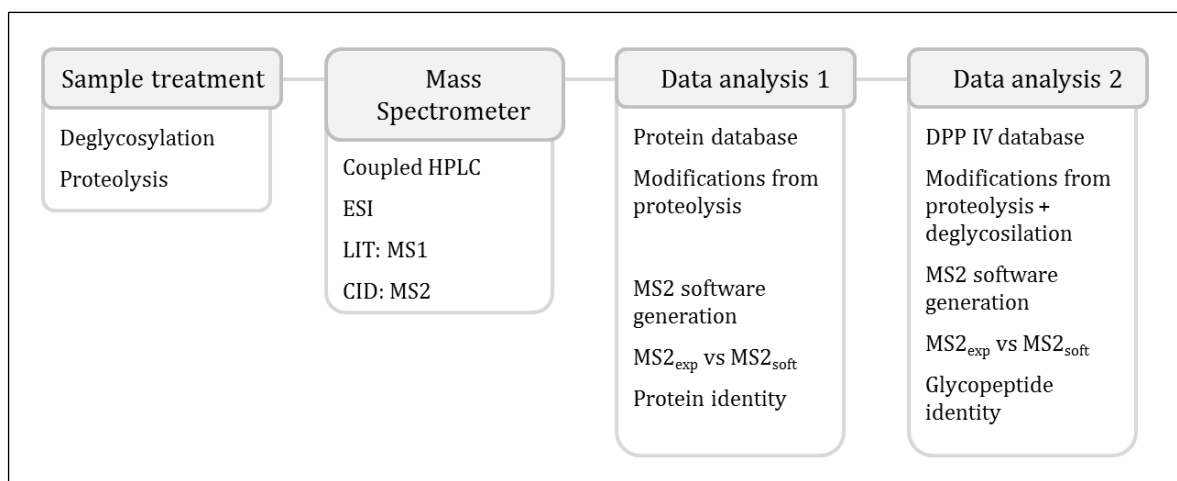 Sample treatment
Deglycosylation
Proteolysis
Mass
Spectrometer
Coupled HPLC
ESI
LIT: MS1
CID: MS2
Data analysis 1
Protein database
Modifications from
proteolysis
MS2 software
generation
MS2exp vs MS2soft
Protein identity
Data analysis 2
DPP IV database
Modifications from
proteolysis +
deglycosilation
MS2 software
generation
MS2exp vs MS2soft
Glycopeptide
identity